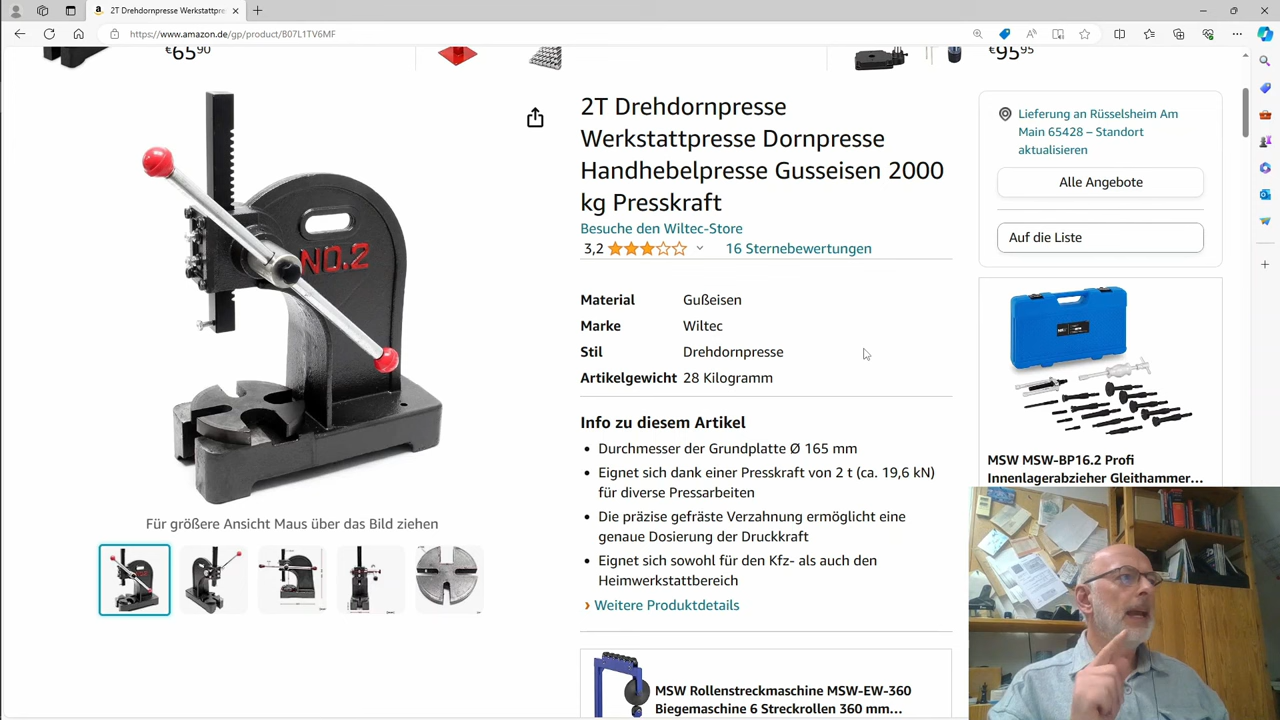 2T Drehdornpresse Werkstattpre
https://www.amazon.de/gp/product/B07L1TV6MF
€65⁹⁰
€95⁹⁵
2T Drehdornpresse
Werkstattpresse Dornpresse
Handhebelpresse Gusseisen 2000
kg Presskraft
Besuche den Wiltec-Store
3,2
16 Sternebewertungen
Material Gußeisen
Marke Wiltec
Stil Drehdornpresse
Artikelgewicht 28 Kilogramm
Info zu diesem Artikel
• Durchmesser der Grundplatte Ø 165 mm
• Eignet sich dank einer Presskraft von 2 t (ca. 19,6 kN)
für diverse Pressarbeiten
• Die präzise gefräste Verzahnung ermöglicht eine
genaue Dosierung der Druckkraft
• Eignet sich sowohl für den Kfz- als auch den
Heimwerkstattbereich
› Weitere Produktdetails
MSW Rollenstreckmaschine MSW-EW-360
Biegemaschine 6 Streckrollen 360 mm...
NO.2
Für größere Ansicht Maus über das Bild ziehen
Lieferung an Rüsselsheim Am
Main 65428 – Standort
aktualisieren
Alle Angebote
Auf die Liste
MSW MSW-BP16.2 Profi
Innenlagerabzieher Gleithammer...